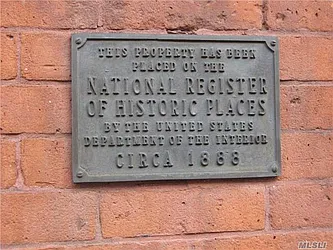 THIS PROPERTY HAS BEEN
PLACED ON THE
NATIONAL REGISTER
OF HISTORIC PLACES
BY THE UNITED STATES
DEPARTMENT OF THE INTERIOR
CIRCA 1888
MLSLI